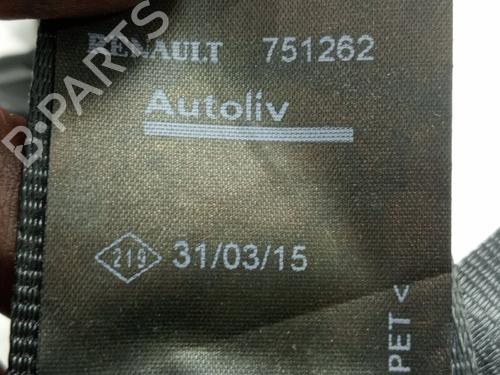 RENAULT 751262
Autoliv
219 31/03/15
PET<
B-PARTS